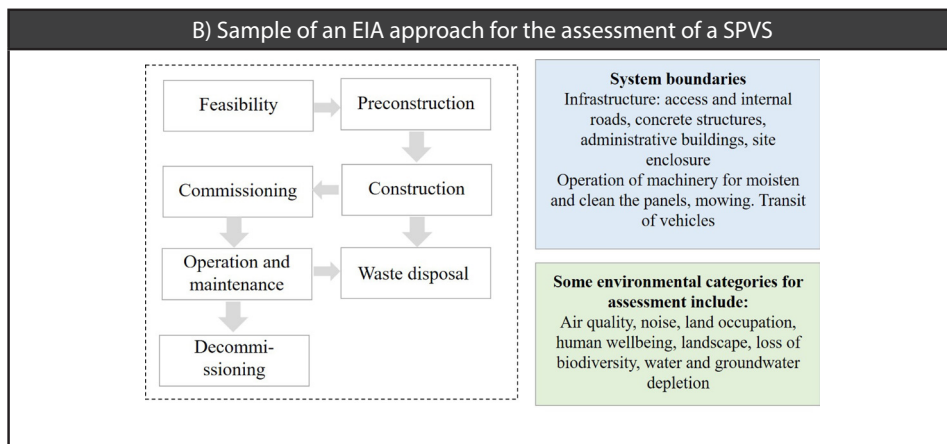 B) Sample of an EIA approach for the assessment of a SPVS
Feasibility
Preconstruction
Commissioning
Construction
Operation and
maintenance
Waste disposal
Decommi-
ssioning
System boundaries
Infrastructure: access and internal
roads, concrete structures,
administrative buildings, site
enclosure
Operation of machinery for moisten
and clean the panels, mowing. Transit
of vehicles
Some environmental categories for
assessment include:
Air quality, noise, land occupation,
human wellbeing, landscape, loss of
biodiversity, water and groundwater
depletion